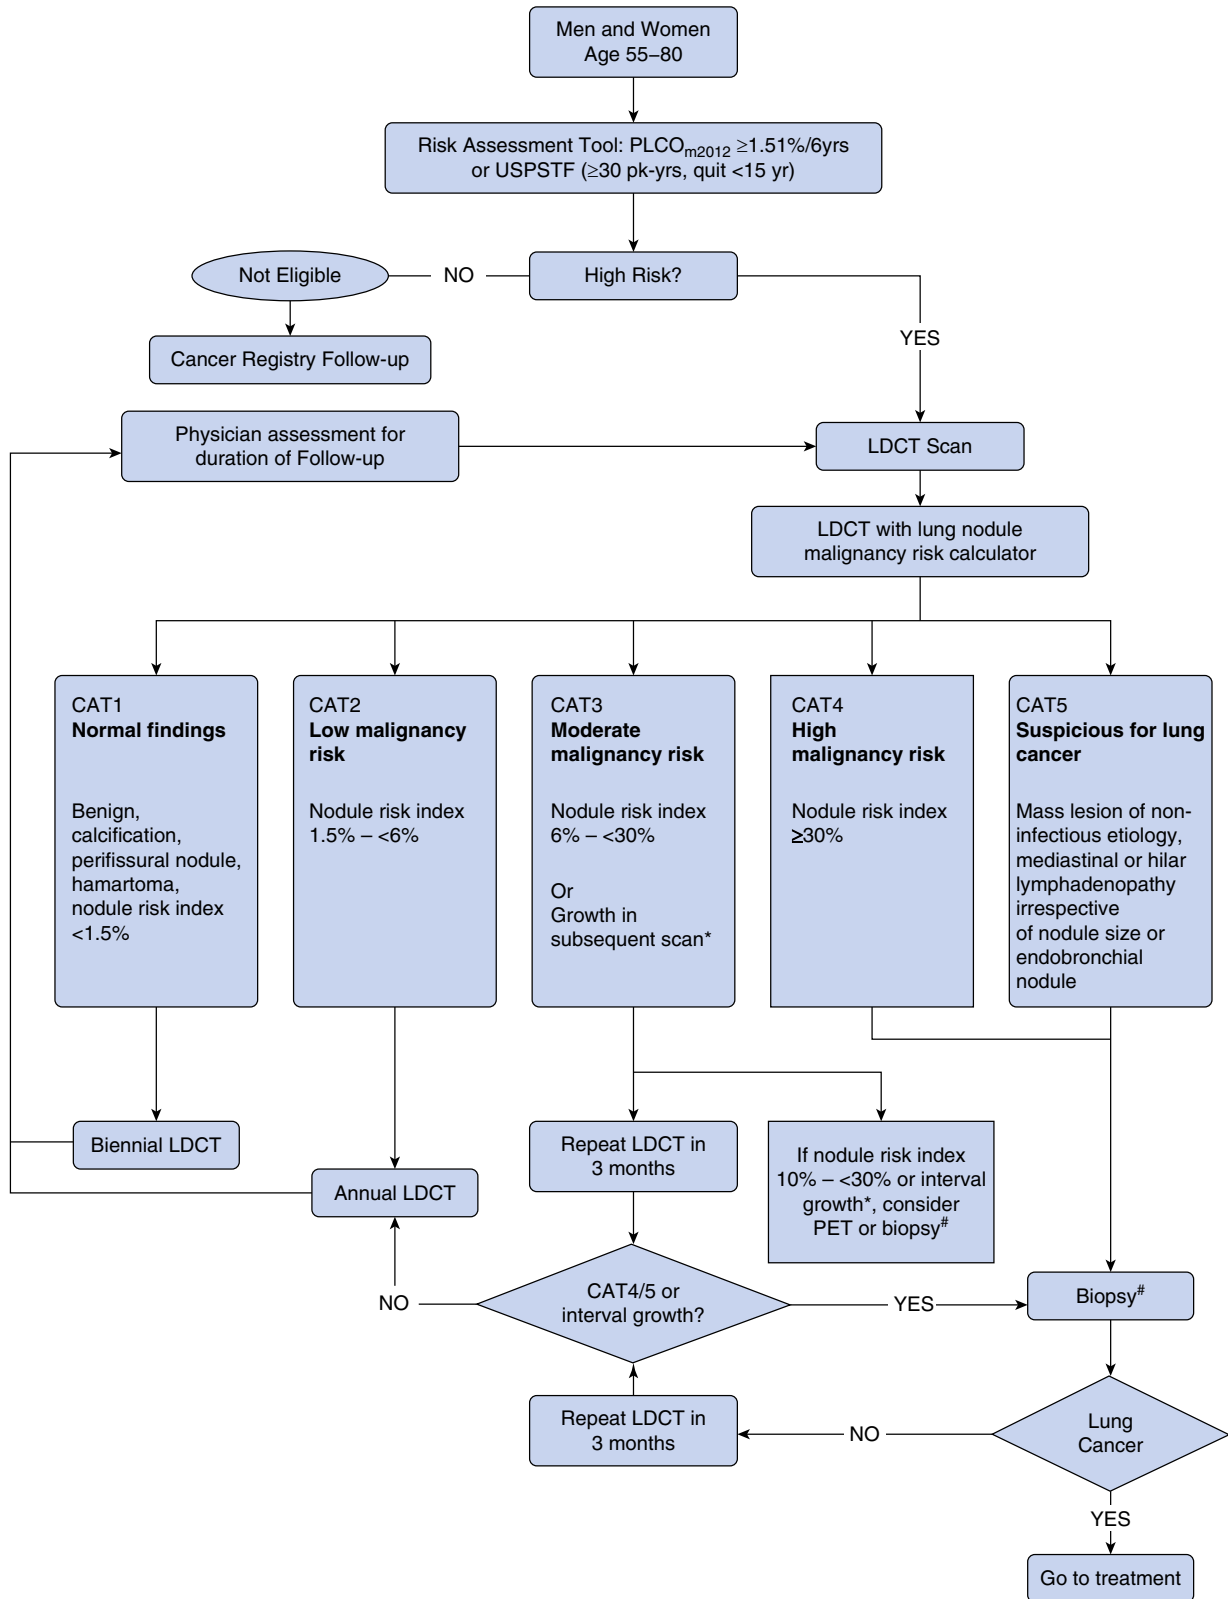 Men and Women
Age 55–80
Risk Assessment Tool: PLCOm2012 ≥1.51%/6yrs
or USPSTF (≥30 pk-yrs, quit <15 yr)
Not Eligible
NO
High Risk?
YES
Cancer Registry Follow-up
Physician assessment for
duration of Follow-up
LDCT Scan
LDCT with lung nodule
malignancy risk calculator
CAT1
Normal findings
Benign,
calcification,
perifissural nodule,
hamartoma,
nodule risk index
<1.5%
CAT2
Low malignancy
risk
Nodule risk index
1.5% – <6%
CAT3
Moderate
malignancy risk
Nodule risk index
6% – <30%
Or
Growth in
subsequent scan*
CAT4
High
malignancy risk
Nodule risk index
≥30%
CAT5
Suspicious for lung
cancer
Mass lesion of non-
infectious etiology,
mediastinal or hilar
lymphadenopathy
irrespective
of nodule size or
endobronchial
nodule
Biennial LDCT
Annual LDCT
Repeat LDCT in
3 months
If nodule risk index
10% – <30% or interval
growth*, consider
PET or biopsy#
NO
CAT4/5 or
interval growth?
YES
Biopsy#
Repeat LDCT in
3 months
NO
Lung
Cancer
YES
Go to treatment